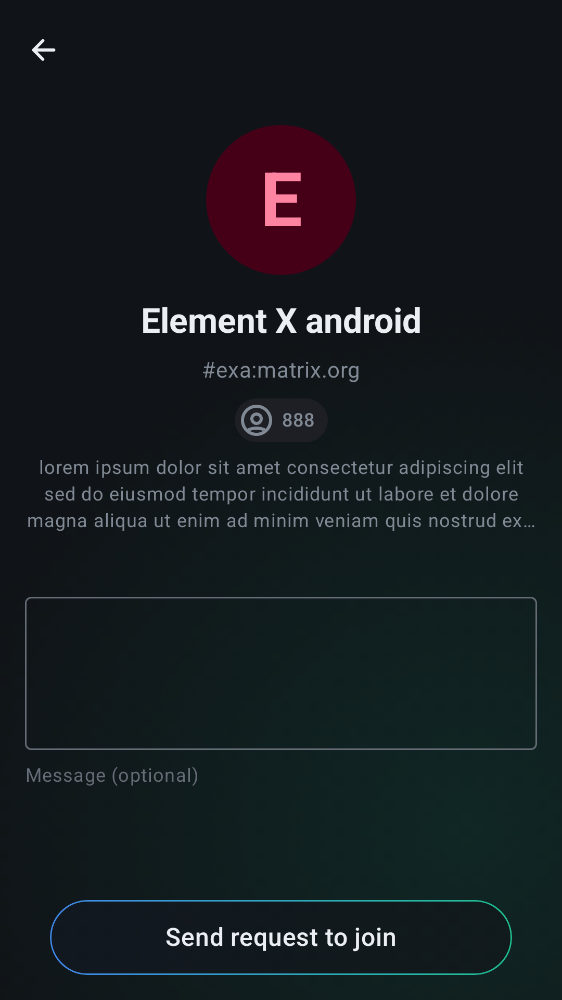 E
Element X android
#exa:matrix.org
888
lorem ipsum dolor sit amet consectetur adipiscing elit
sed do eiusmod tempor incididunt ut labore et dolore
magna aliqua ut enim ad minim veniam quis nostrud ex…
Message (optional)
Send request to join